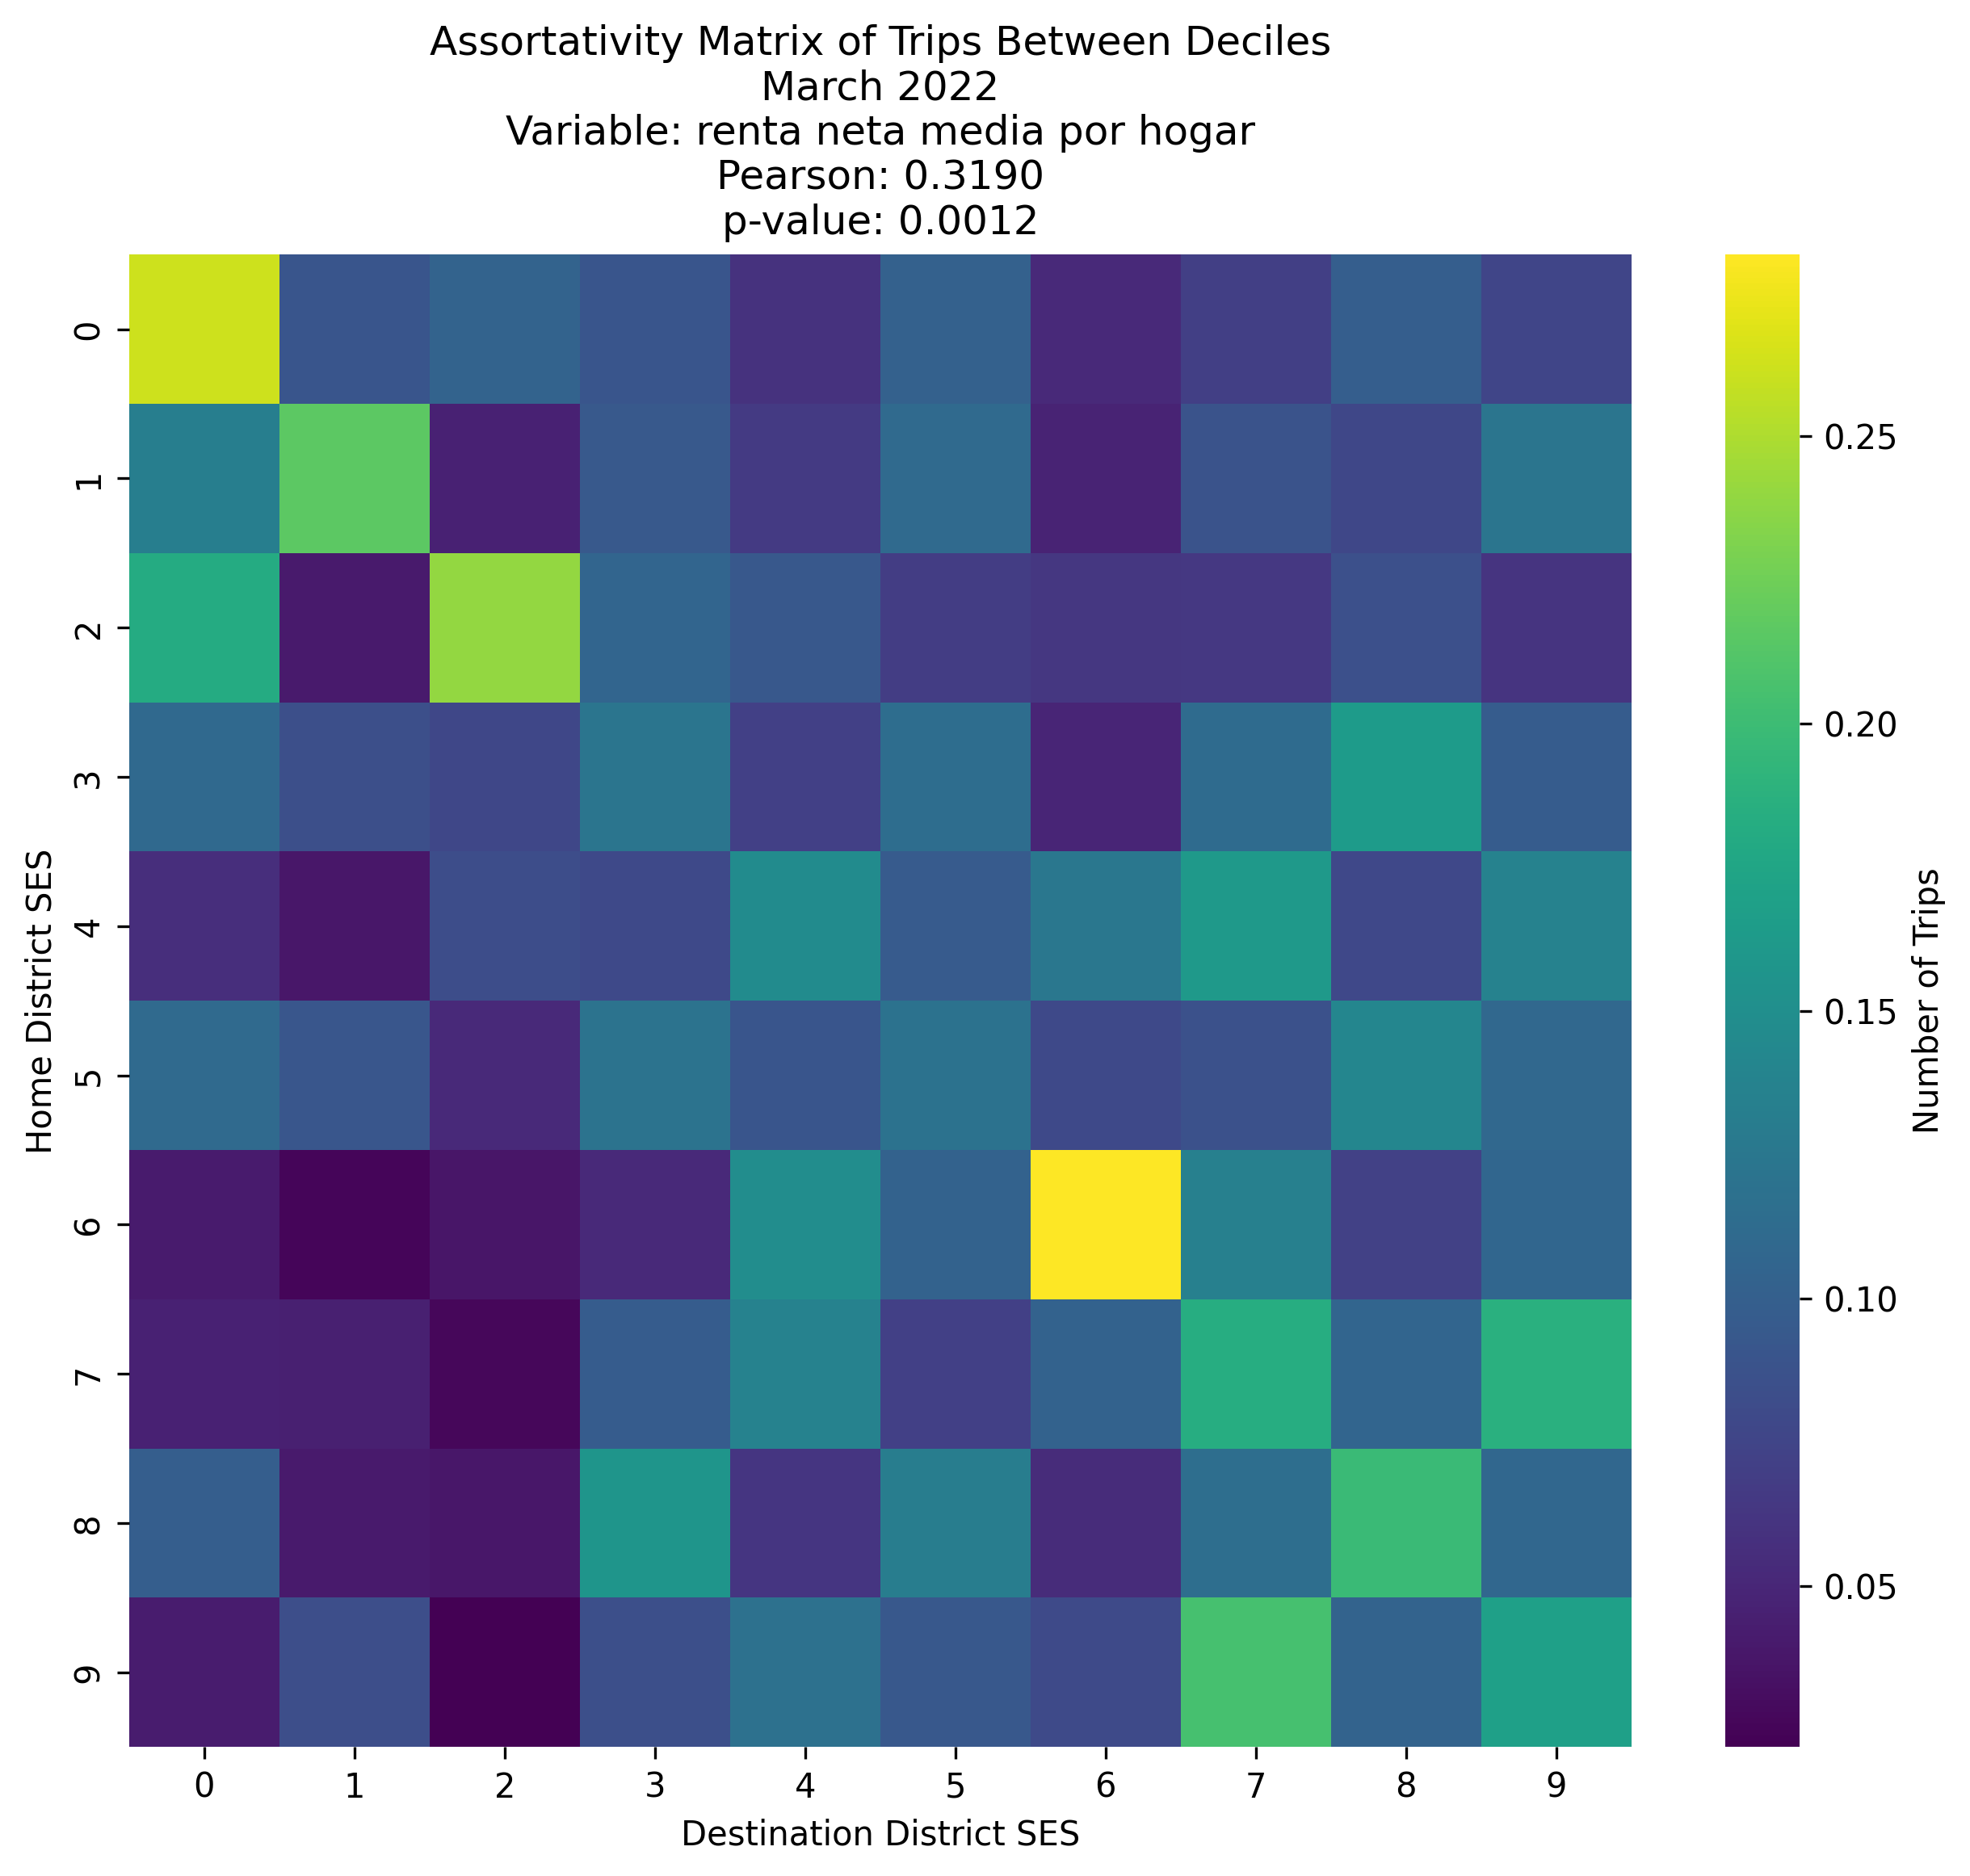 Assortativity Matrix of Trips Between Deciles
March 2022
Variable: renta neta media por hogar
Pearson: 0.3190
p-value: 0.0012
Home District SES
0
1
2
3
4
5
6
7
8
9
0 1 2 3 4 5 6 7 8 9
Destination District SES
0.25
0.20
0.15
0.10
0.05
Number of Trips